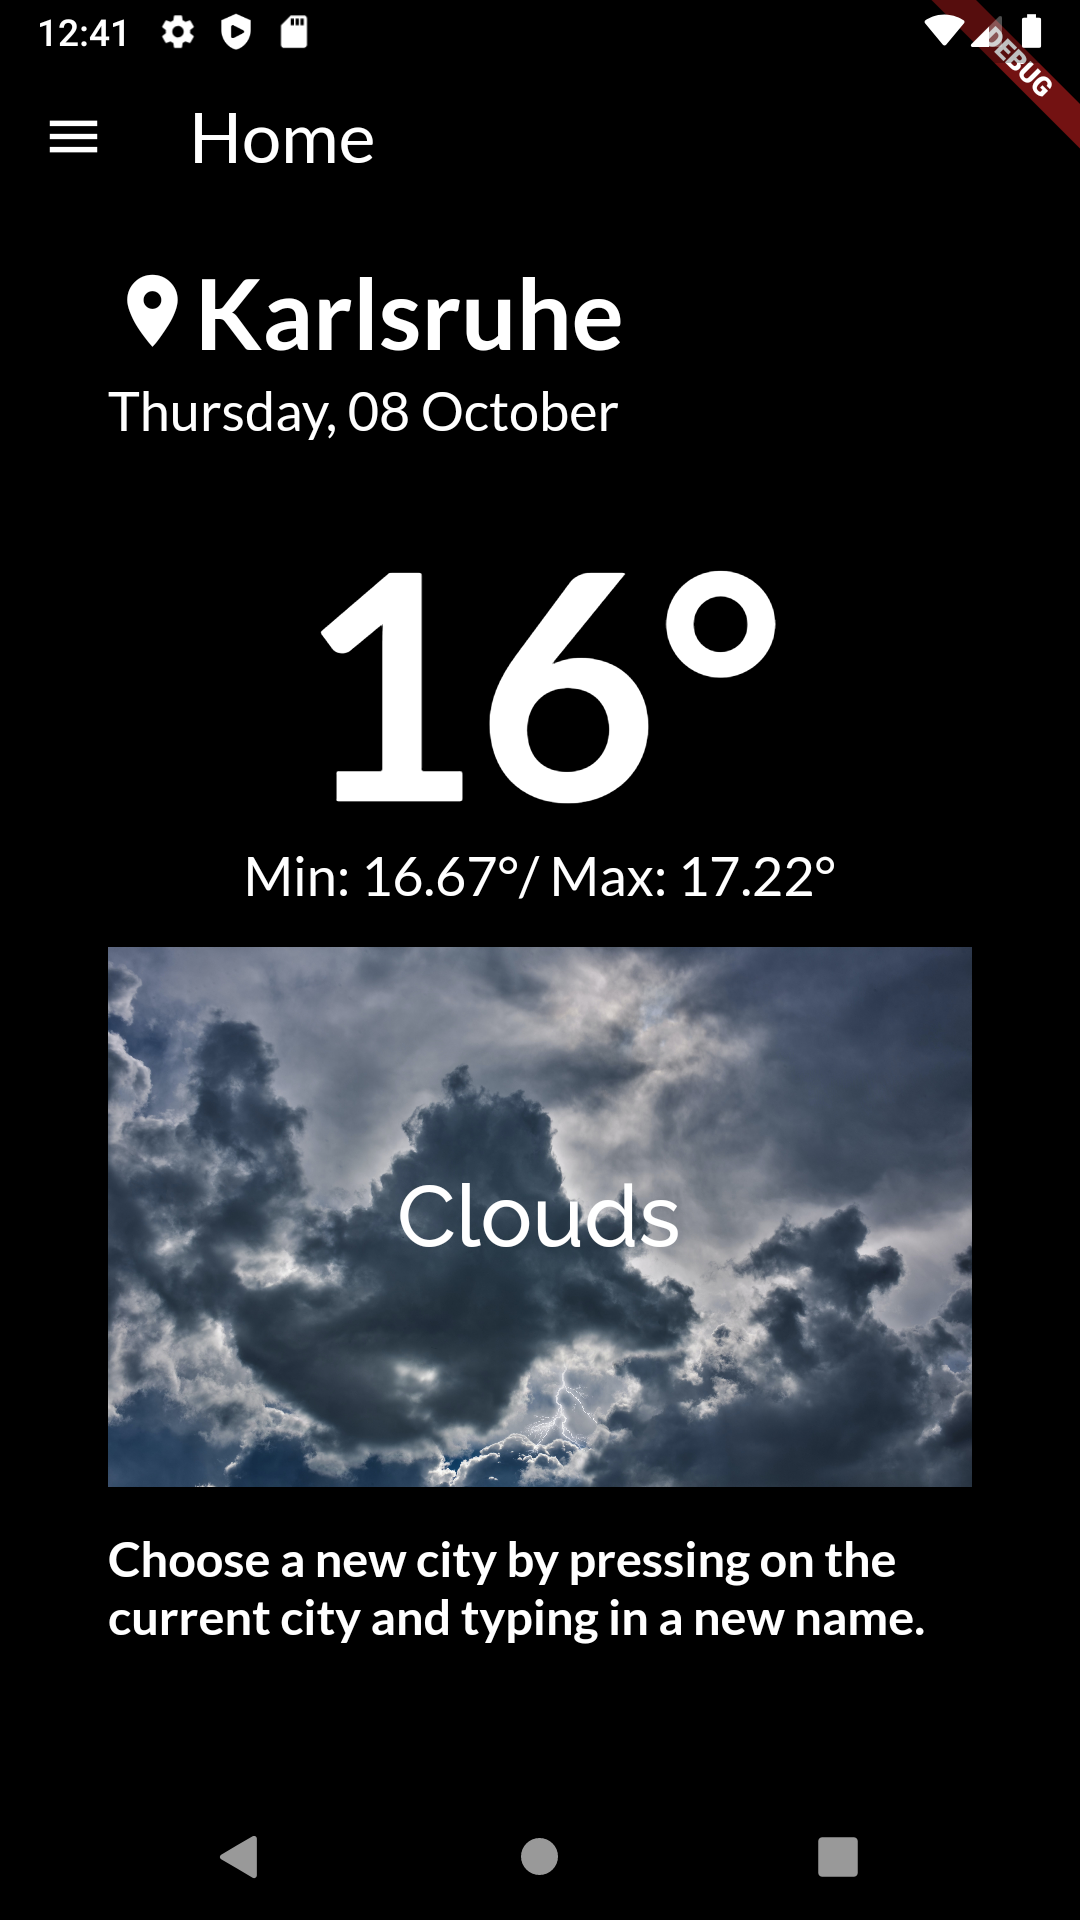 12:41
DEBUG
Home
Karlsruhe
Thursday, 08 October
16°
Min: 16.67°/ Max: 17.22°
Clouds
Choose a new city by pressing on the
current city and typing in a new name.